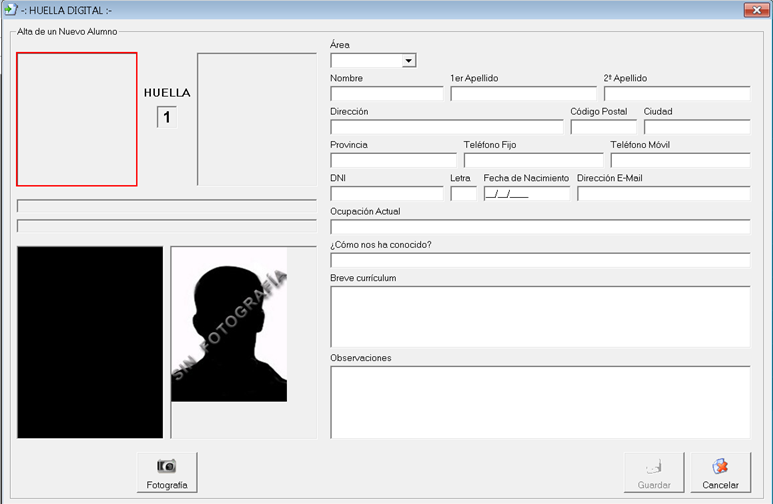 -: HUELLA DIGITAL :-
Alta de un Nuevo Alumno
HUELLA
1
SIN FOTOGRAFÍA
Fotografía
Área
Nombre 1er Apellido 2º Apellido
Dirección Código Postal Ciudad
Provincia Teléfono Fijo Teléfono Móvil
DNI Letra Fecha de Nacimiento Dirección E-Mail
__/__/____
Ocupación Actual
¿Cómo nos ha conocido?
Breve currículum
Observaciones
Guardar Cancelar